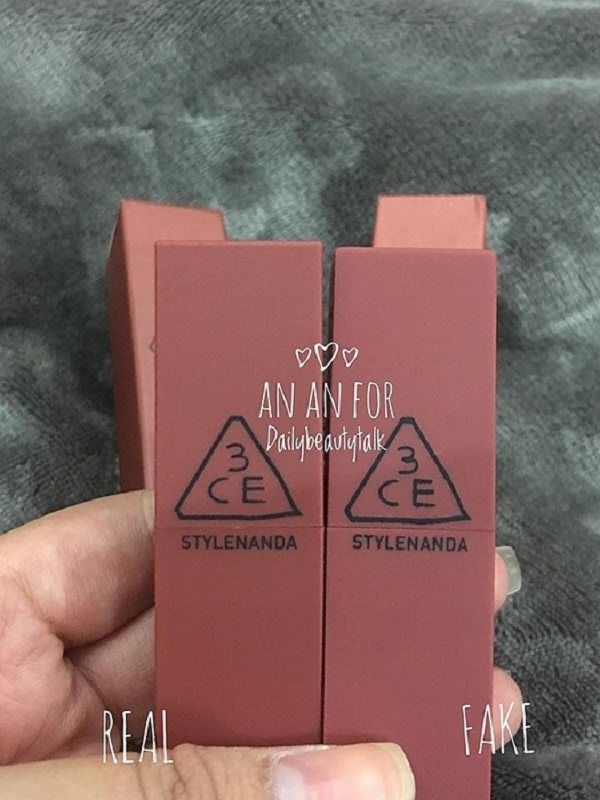 ♡♡♡
AN AN FOR
Dailybeautytalk
3
CE
STYLENANDA
3
CE
STYLENANDA
REAL
FAKE